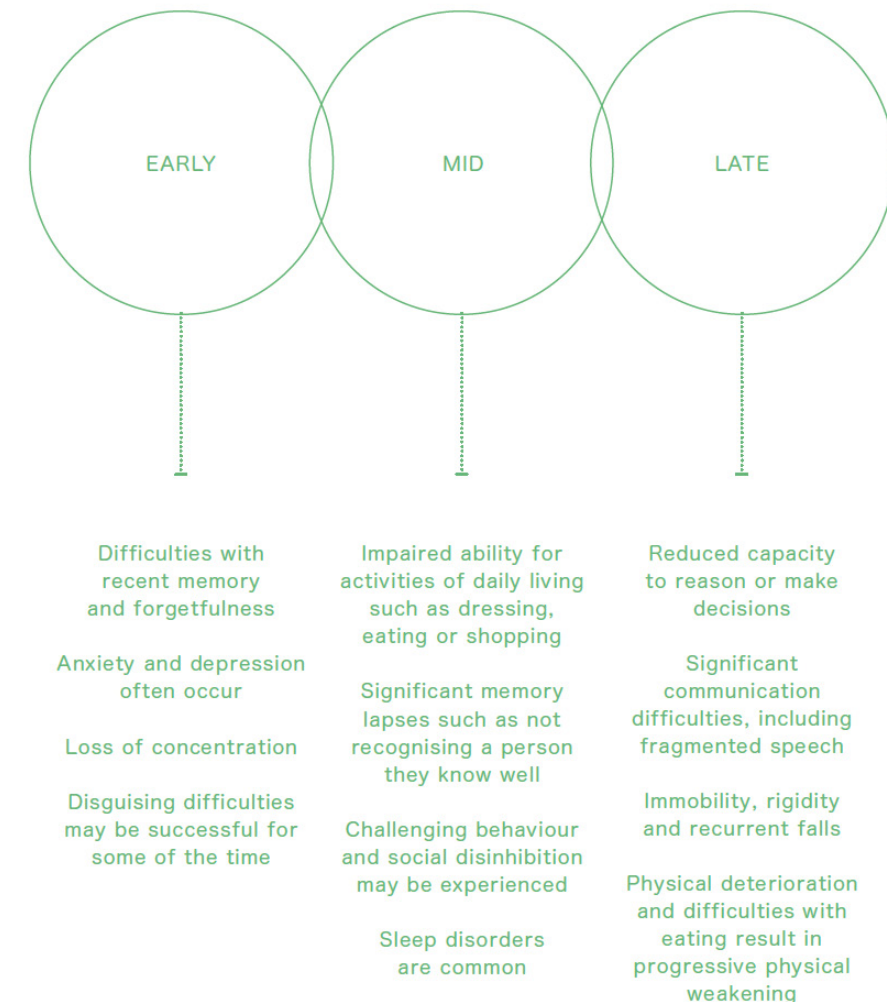 EARLY
MID
LATE
Difficulties with
recent memory
and forgetfulness
Anxiety and depression
often occur
Loss of concentration
Disguising difficulties
may be successful for
some of the time
Impaired ability for
activities of daily living
such as dressing,
eating or shopping
Significant memory
lapses such as not
recognising a person
they know well
Challenging behaviour
and social disinhibition
may be experienced
Sleep disorders
are common
Reduced capacity
to reason or make
decisions
Significant
communication
difficulties, including
fragmented speech
Immobility, rigidity
and recurrent falls
Physical deterioration
and difficulties with
eating result in
progressive physical
weakening